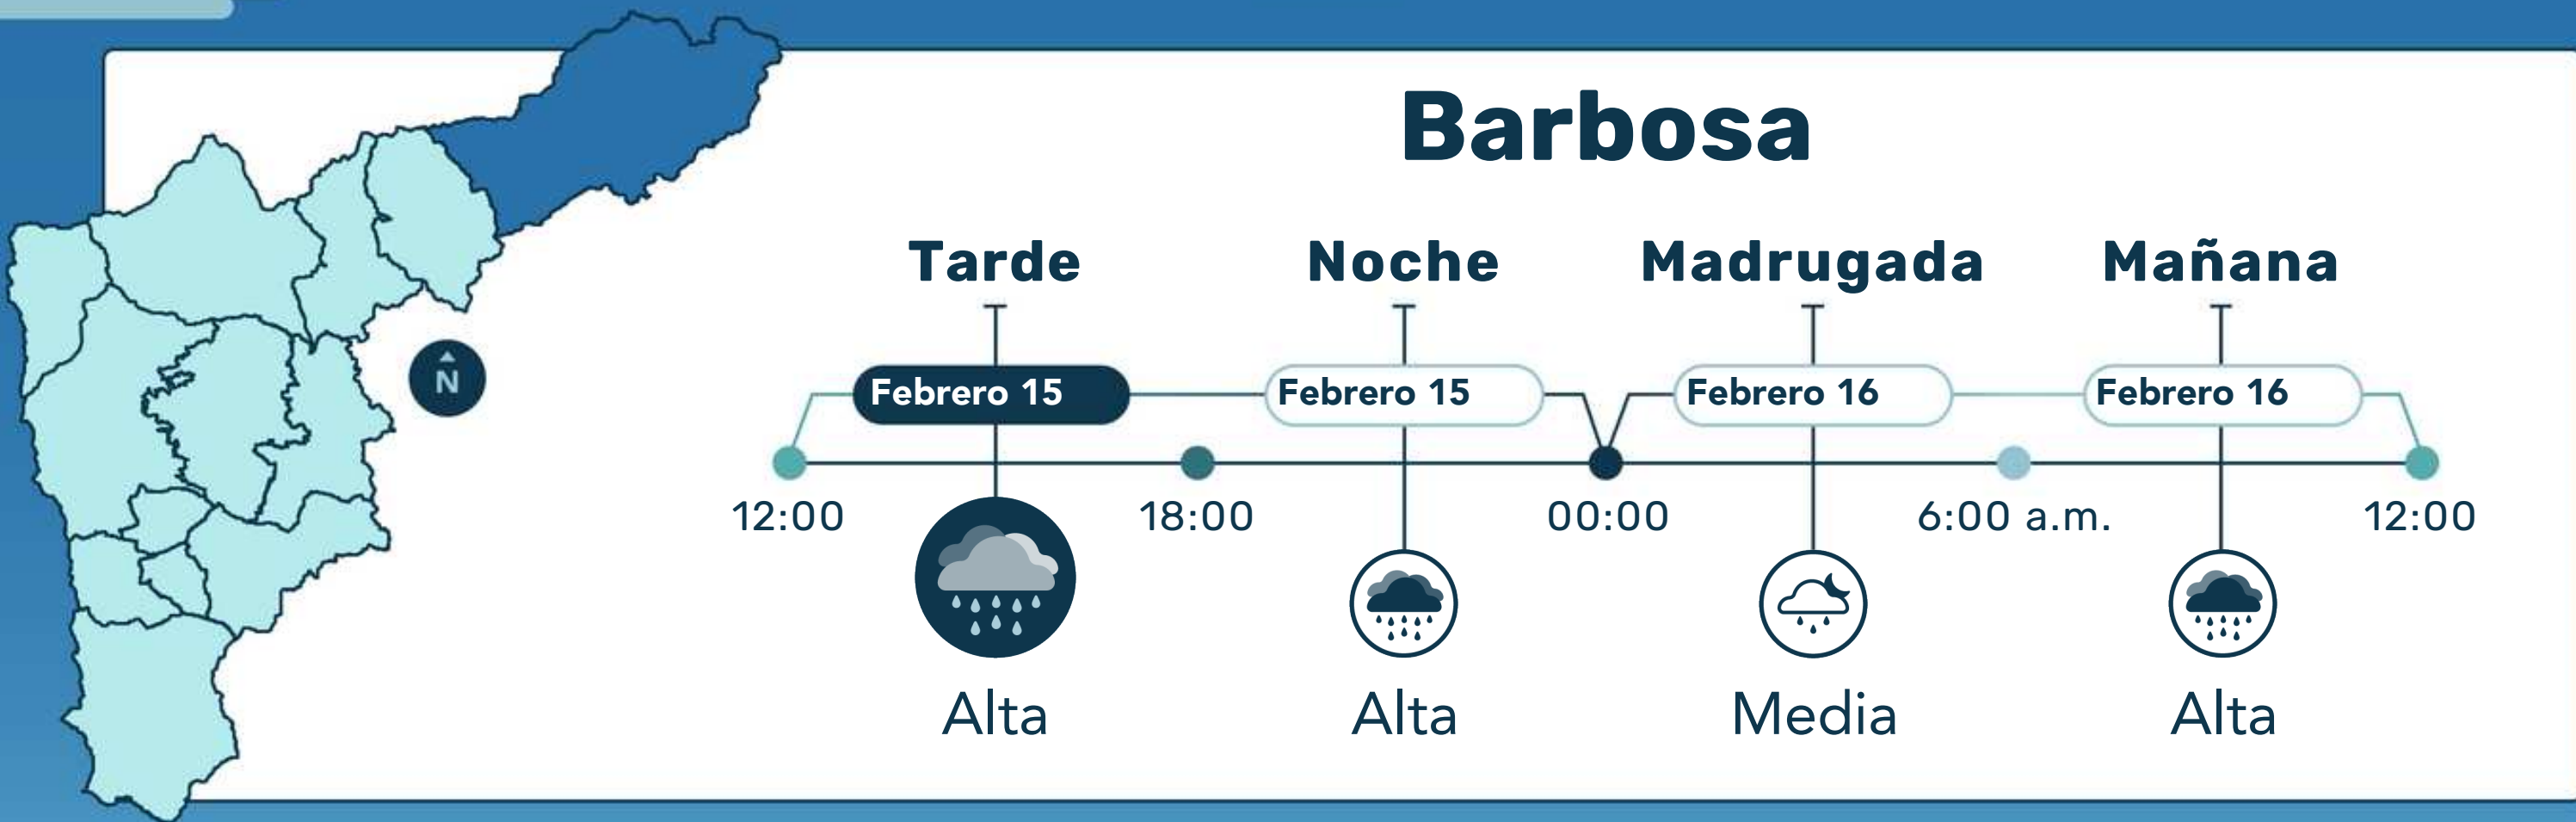 Barbosa
Tarde Noche Madrugada Mañana
N
Febrero 15 Febrero 15 Febrero 16 Febrero 16
12:00 18:00 00:00 6:00 a.m. 12:00
Alta Alta Media Alta